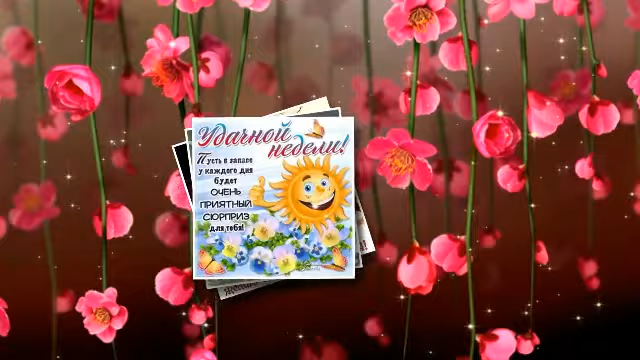 Удачной
недели!
Пусть в запасе
у каждого дня
будет
ОЧЕНЬ
ПРИЯТНЫЙ
СЮРПРИЗ
для тебя!